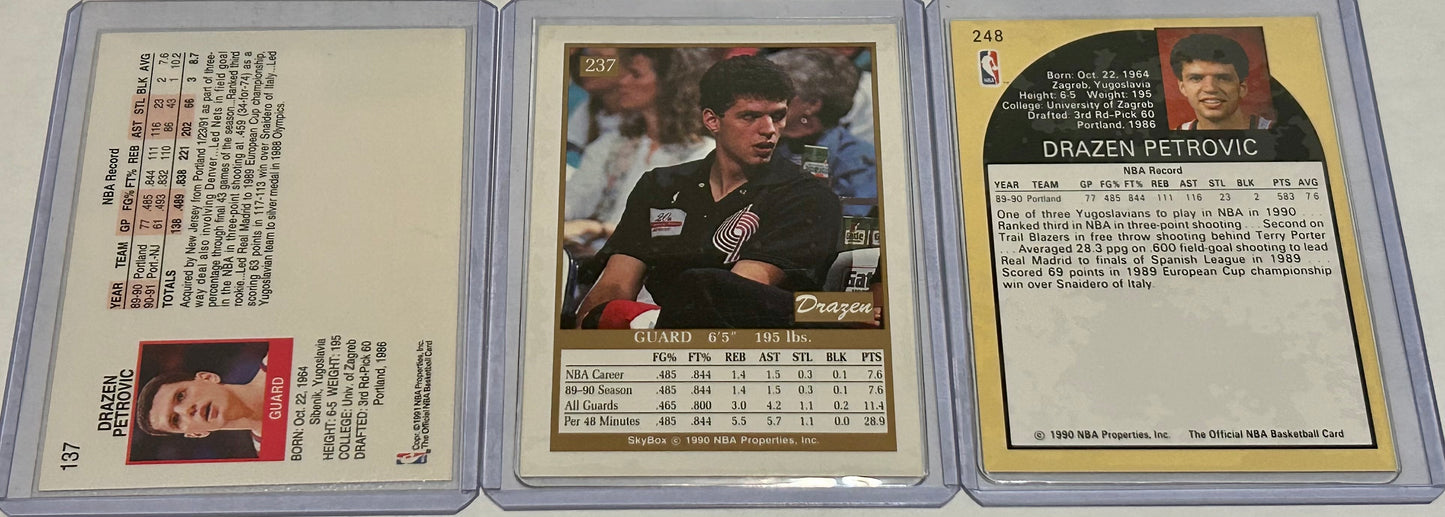 137
DRAZEN
PETROVIC
GUARD
BORN: Oct. 22, 1964
Sibenik, Yugoslavia
HEIGHT: 6-5 WEIGHT: 195
COLLEGE: Univ. of Zagreb
DRAFTED: 3rd Rd-Pick 60
Portland, 1986
Copr. © 1991 NBA Properties, Inc.
The Official NBA Basketball Card
NBA Record
YEAR TEAM GP FG% FT% REB AST STL BLK AVG
89-90 Portland 77 .485 .844 111 116 23 2 7.6
90-91 Port.-NJ 61 .493 .832 110 86 43 1 10.2
TOTALS 138 .489 .838 221 202 66 3 8.7
Acquired by New Jersey from Portland 1/23/91 as part of three-
way deal also involving Denver...Led Nets in field goal
percentage through final 43 games of the season...Ranked third
in the NBA in three-point shooting at .459 (34-for-74) as a
rookie...Led Real Madrid to 1989 European Cup championship,
scoring 63 points in 117-113 win over Snaidero of Italy...Led
Yugoslavian team to silver medal in 1988 Olympics.
237
Drazen
GUARD 6'5" 195 lbs.
FG% FT% REB AST STL BLK PTS
NBA Career .485 .844 1.4 1.5 0.3 0.1 7.6
89-90 Season .485 .844 1.4 1.5 0.3 0.1 7.6
All Guards .465 .800 3.0 4.2 1.1 0.2 11.4
Per 48 Minutes .485 .844 5.5 5.7 1.1 0.0 28.9
SkyBox © 1990 NBA Properties, Inc.
248
NBA
Born: Oct. 22, 1964
Zagreb, Yugoslavia
Height: 6-5 Weight: 195
College: University of Zagreb
Drafted: 3rd Rd-Pick 60
Portland, 1986
DRAZEN PETROVIC
NBA Record
YEAR TEAM GP FG% FT% REB AST STL BLK PTS AVG
89-90 Portland 77 .485 .844 111 116 23 2 583 7.6
One of three Yugoslavians to play in NBA in 1990 . . .
Ranked third in NBA in three-point shooting . . . Second on
Trail Blazers in free throw shooting behind Terry Porter
. . . Averaged 28.3 ppg on .600 field-goal shooting to lead
Real Madrid to finals of Spanish League in 1989 . . .
Scored 69 points in 1989 European Cup championship
win over Snaidero of Italy.
© 1990 NBA Properties, Inc. The Official NBA Basketball Card